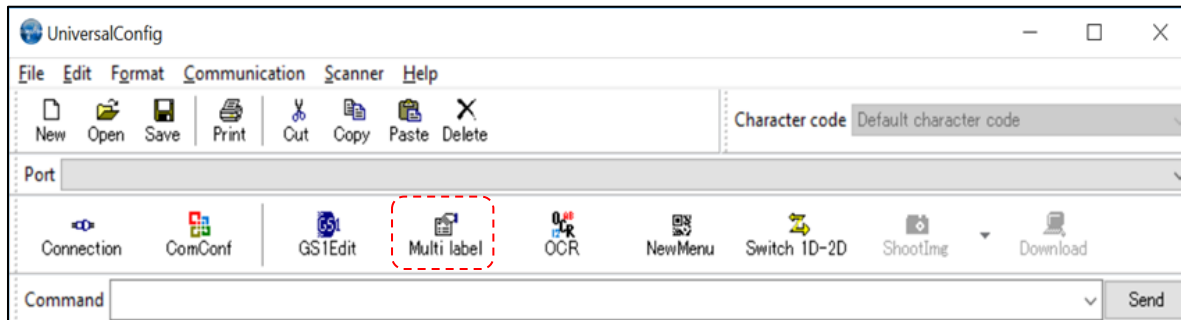 UniversalConfig
File Edit Format Communication Scanner Help
New Open Save Print Cut Copy Paste Delete Character code Default character code
Port
Connection ComConf GS1Edit Multi label OCR NewMenu Switch 1D-2D ShootImg Download
Command Send